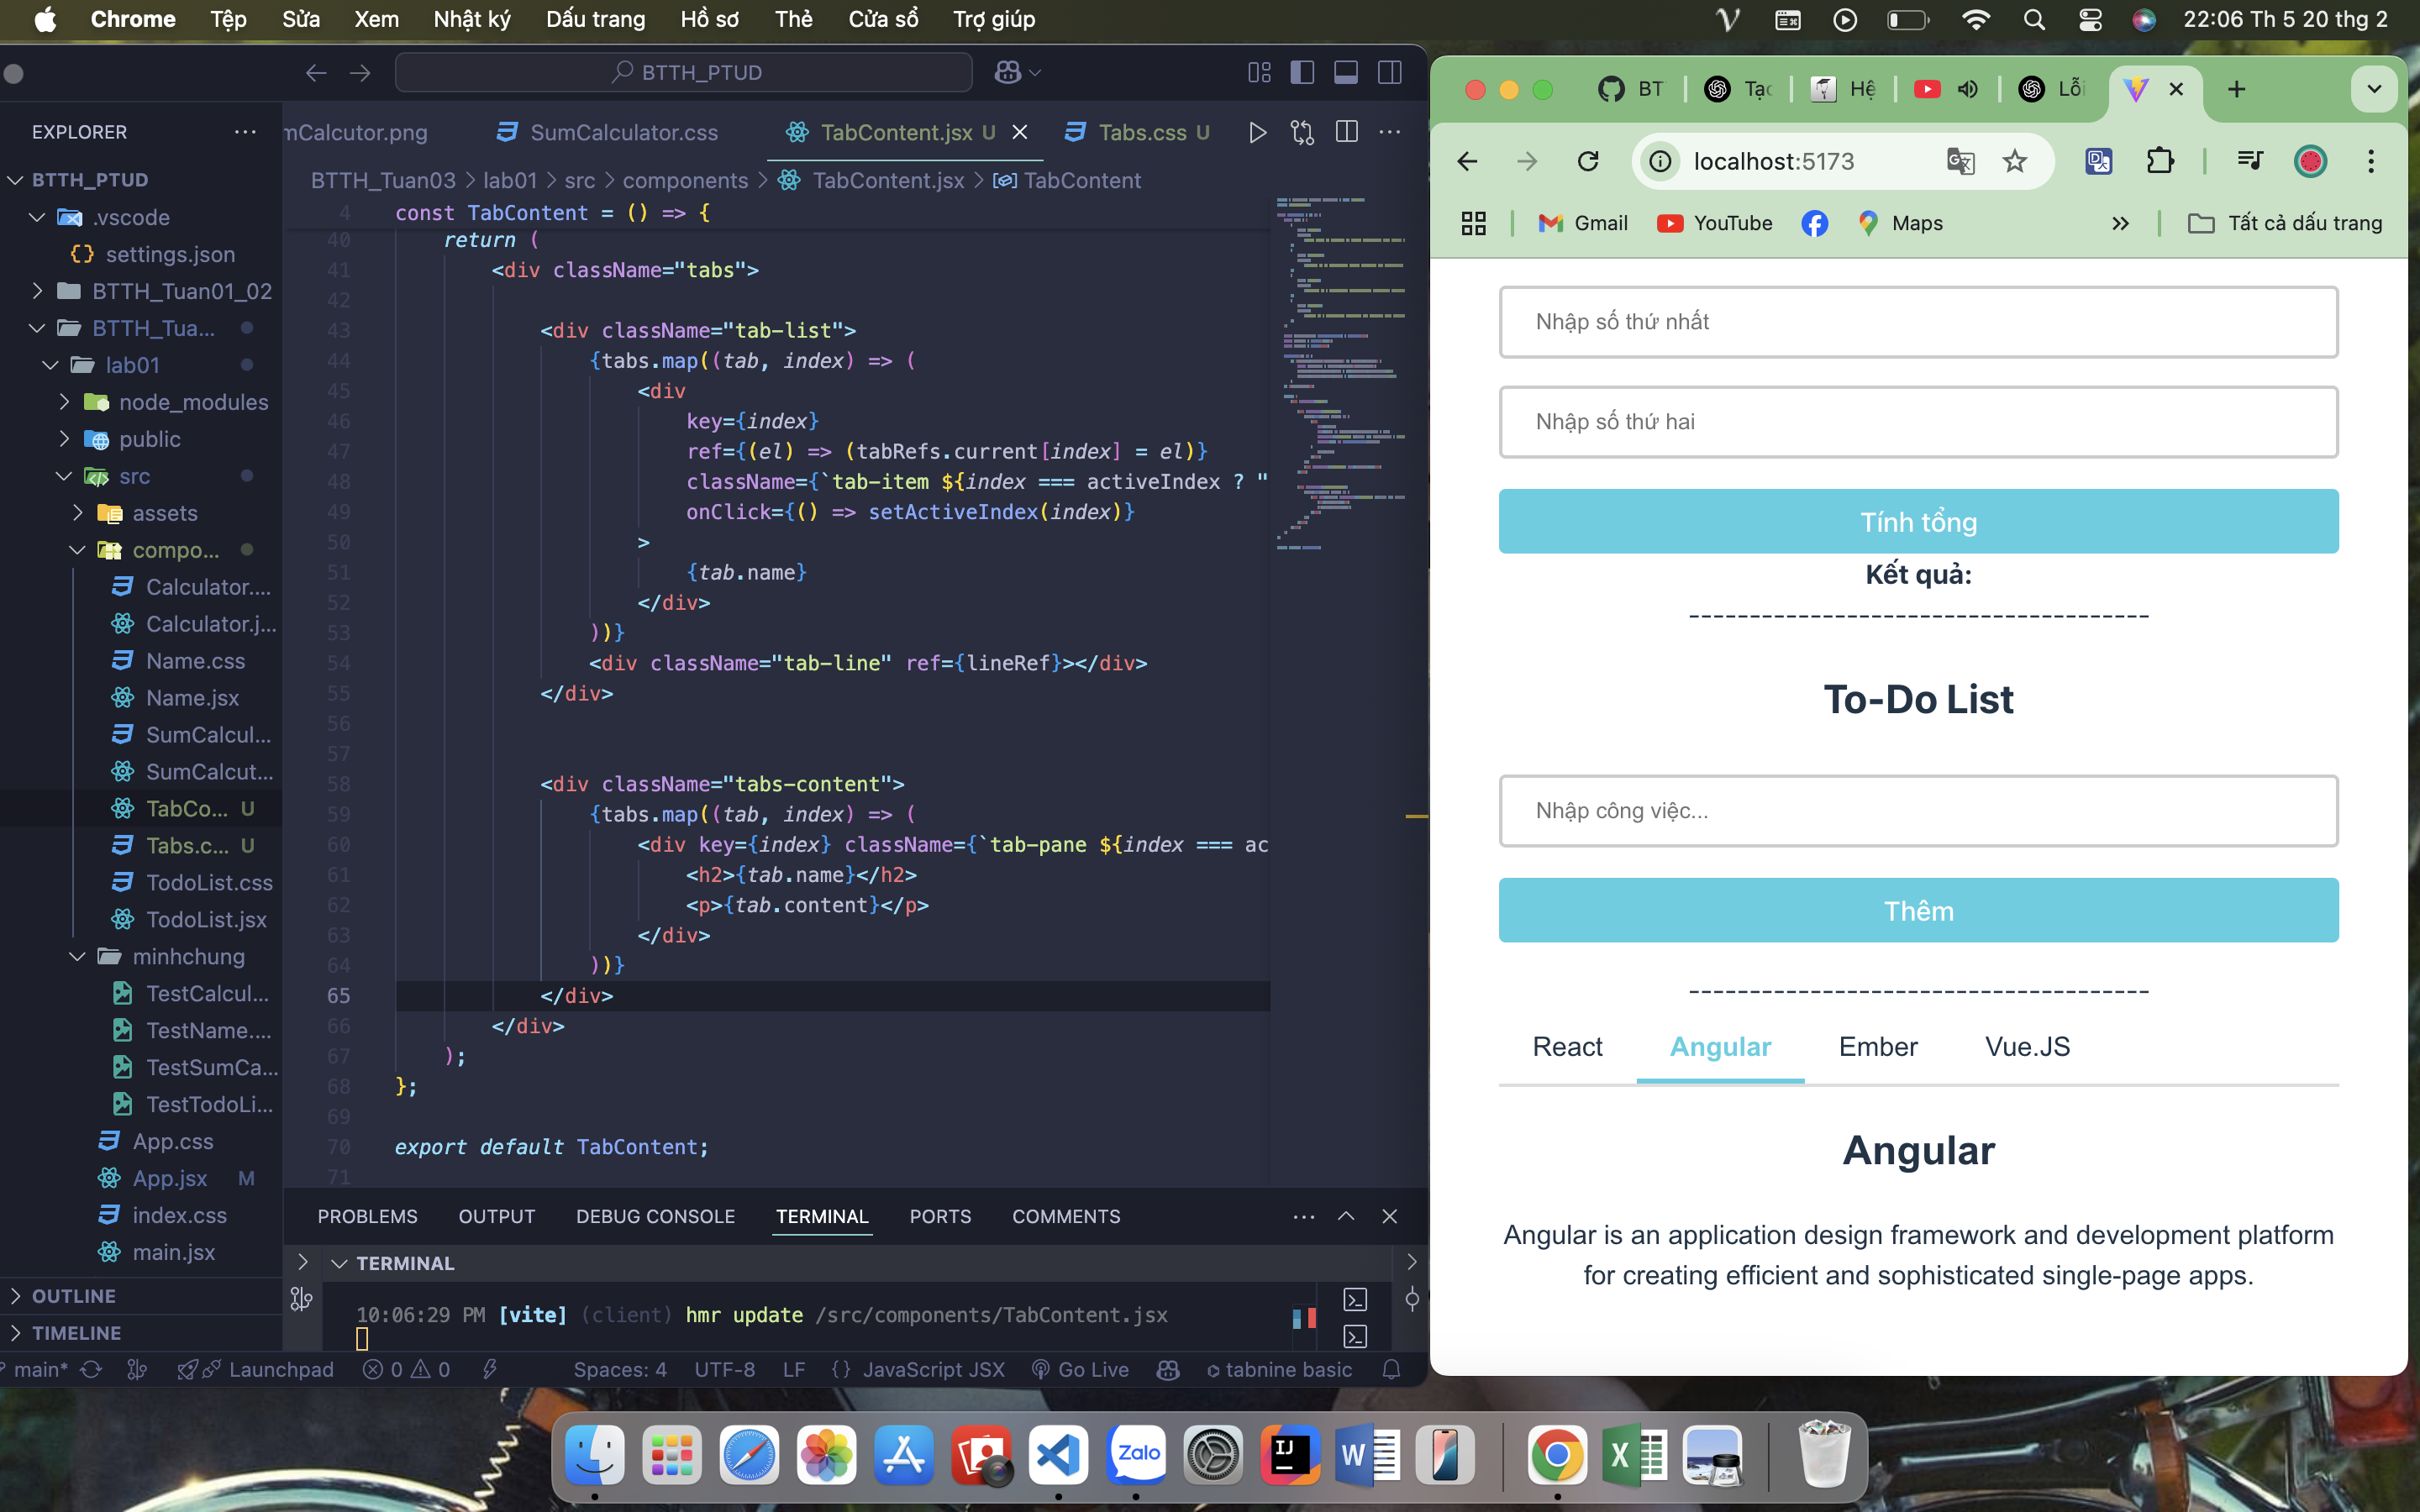 Chrome Tệp Sửa Xem Nhật ký Dấu trang Hồ sơ Thẻ Cửa sổ Trợ giúp 22:06 Th 5 20 thg 2
BTTH_PTUD
EXPLORER
BTTH_PTUD
.vscode
settings.json
BTTH_Tuan01_02
BTTH_Tua...
lab01
node_modules
public
src
assets
compo...
Calculator....
Calculator.j...
Name.css
Name.jsx
SumCalcul...
SumCalcut...
TabCo... U
Tabs.c... U
TodoList.css
TodoList.jsx
minhchung
TestCalcul...
TestName....
TestSumCa...
TestTodoLi...
App.css
App.jsx M
index.css
main.jsx
OUTLINE
TIMELINE
mCalcutor.png SumCalculator.css TabContent.jsx U Tabs.css U
BTTH_Tuan03 > lab01 > src > components > TabContent.jsx > TabContent
4 const TabContent = () => {
40 return (
41 <div className="tabs">
42
43 <div className="tab-list">
44 {tabs.map((tab, index) => (
45 <div
46 key={index}
47 ref={(el) => (tabRefs.current[index] = el)}
48 className={`tab-item ${index === activeIndex ? "
49 onClick={() => setActiveIndex(index)}
50 >
51 {tab.name}
52 </div>
53 ))}
54 <div className="tab-line" ref={lineRef}></div>
55 </div>
56
57
58 <div className="tabs-content">
59 {tabs.map((tab, index) => (
60 <div key={index} className={`tab-pane ${index === ac
61 <h2>{tab.name}</h2>
62 <p>{tab.content}</p>
63 </div>
64 ))}
65 </div>
66 </div>
67 );
68 };
69
70 export default TabContent;
71
PROBLEMS OUTPUT DEBUG CONSOLE TERMINAL PORTS COMMENTS
TERMINAL
10:06:29 PM [vite] (client) hmr update /src/components/TabContent.jsx
main* Launchpad 0 0 Spaces: 4 UTF-8 LF {} JavaScript JSX Go Live tabnine basic
BT Tạo Hệ Lỗi
localhost:5173
Gmail YouTube Maps Tất cả dấu trang
Nhập số thứ nhất
Nhập số thứ hai
Tính tổng
Kết quả:
---------------------------------------
To-Do List
Nhập công việc...
Thêm
---------------------------------------
React Angular Ember Vue.JS
Angular
Angular is an application design framework and development platform
for creating efficient and sophisticated single-page apps.
Zalo IJ W X